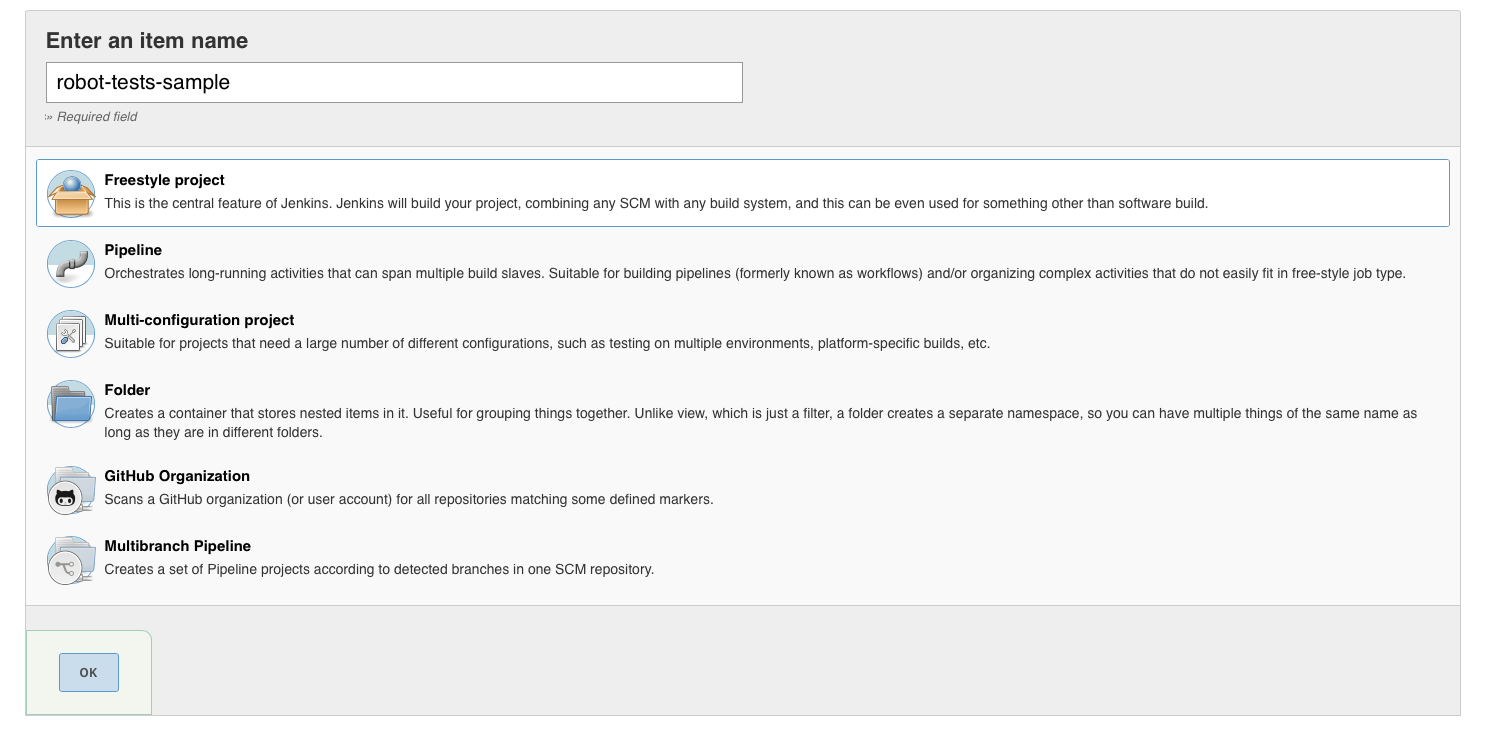 Enter an item name
robot-tests-sample
» Required field
Freestyle project
This is the central feature of Jenkins. Jenkins will build your project, combining any SCM with any build system, and this can be even used for something other than software build.
Pipeline
Orchestrates long-running activities that can span multiple build slaves. Suitable for building pipelines (formerly known as workflows) and/or organizing complex activities that do not easily fit in free-style job type.
Multi-configuration project
Suitable for projects that need a large number of different configurations, such as testing on multiple environments, platform-specific builds, etc.
Folder
Creates a container that stores nested items in it. Useful for grouping things together. Unlike view, which is just a filter, a folder creates a separate namespace, so you can have multiple things of the same name as
long as they are in different folders.
GitHub Organization
Scans a GitHub organization (or user account) for all repositories matching some defined markers.
Multibranch Pipeline
Creates a set of Pipeline projects according to detected branches in one SCM repository.
OK